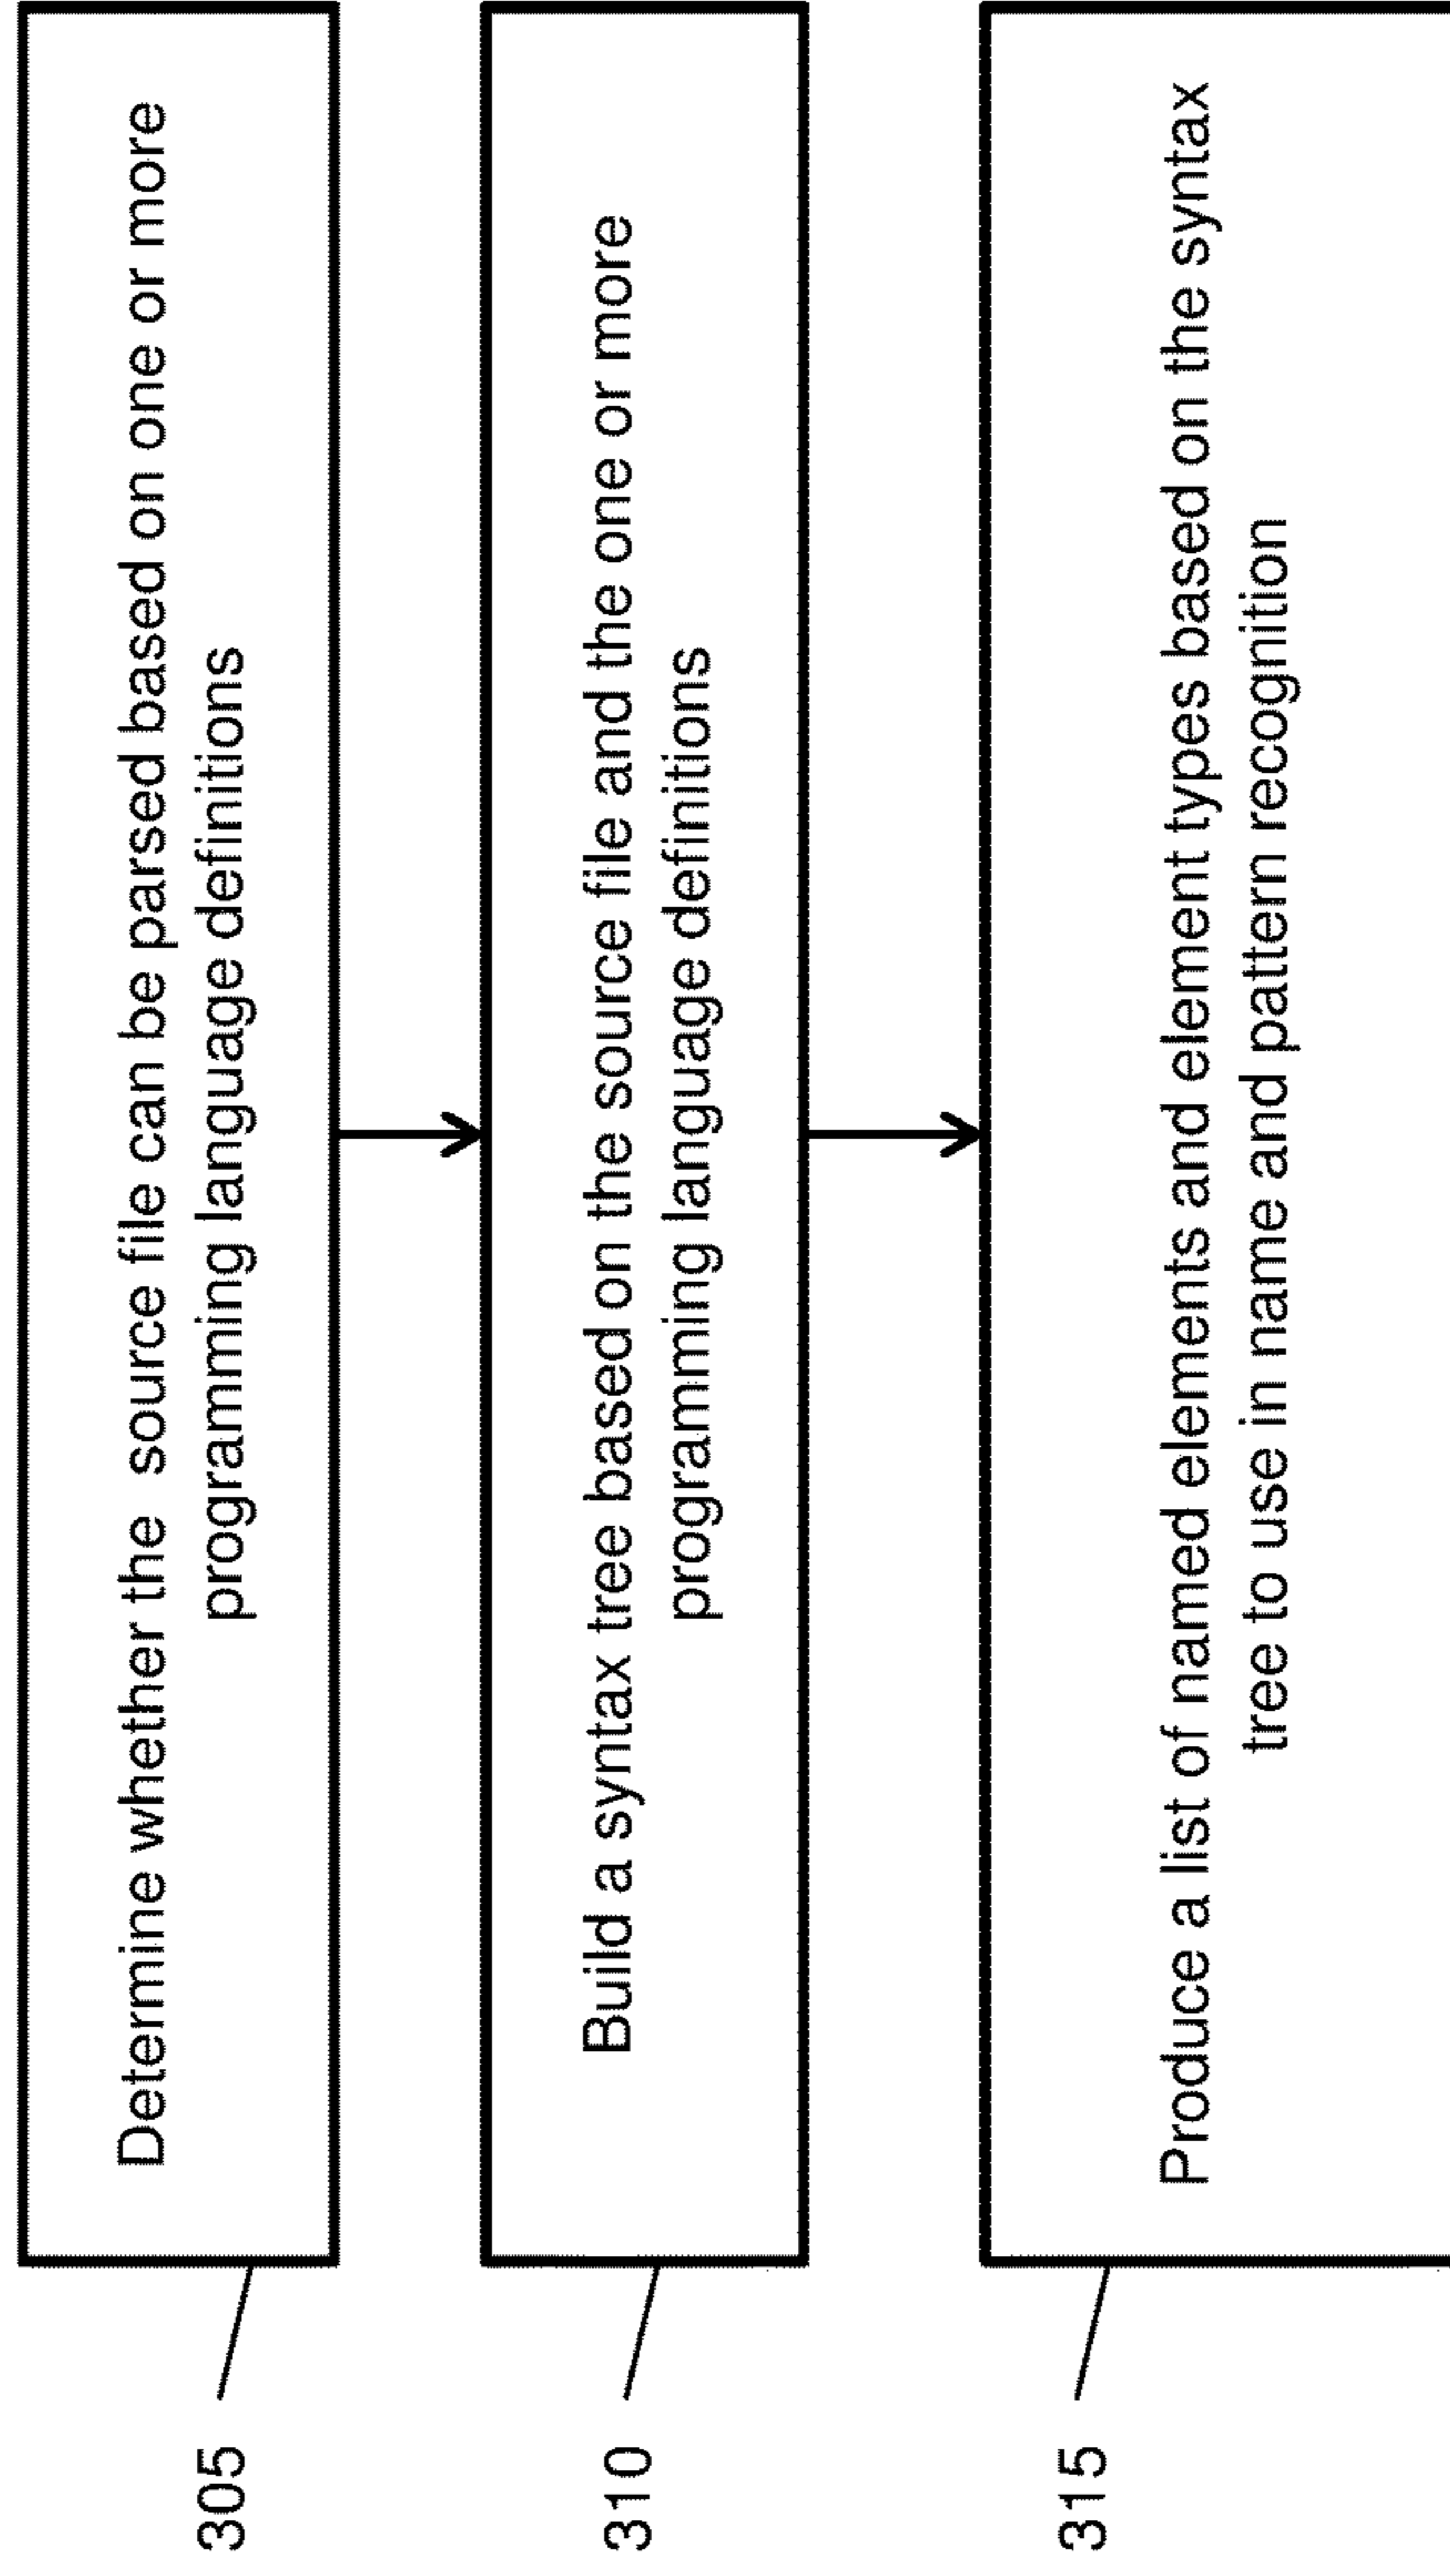 305
Determine whether the source file can be parsed based on one or more
programming language definitions
310
Build a syntax tree based on the source file and the one or more
programming language definitions
315
Produce a list of named elements and element types based on the syntax
tree to use in name and pattern recognition